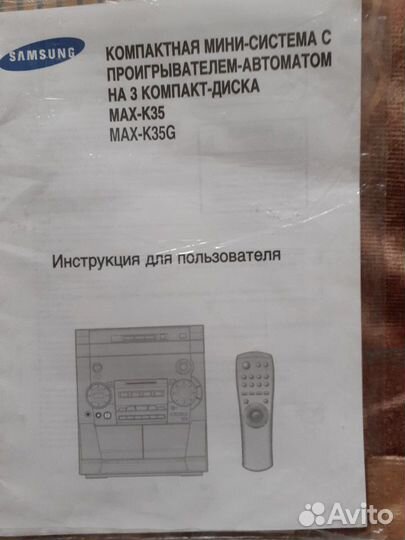 SAMSUNG
КОМПАКТНАЯ МИНИ-СИСТЕМА С
ПРОИГРЫВАТЕЛЕМ-АВТОМАТОМ
НА 3 КОМПАКТ-ДИСКА
MAX-K35
MAX-K35G
Инструкция для пользователя
Avito